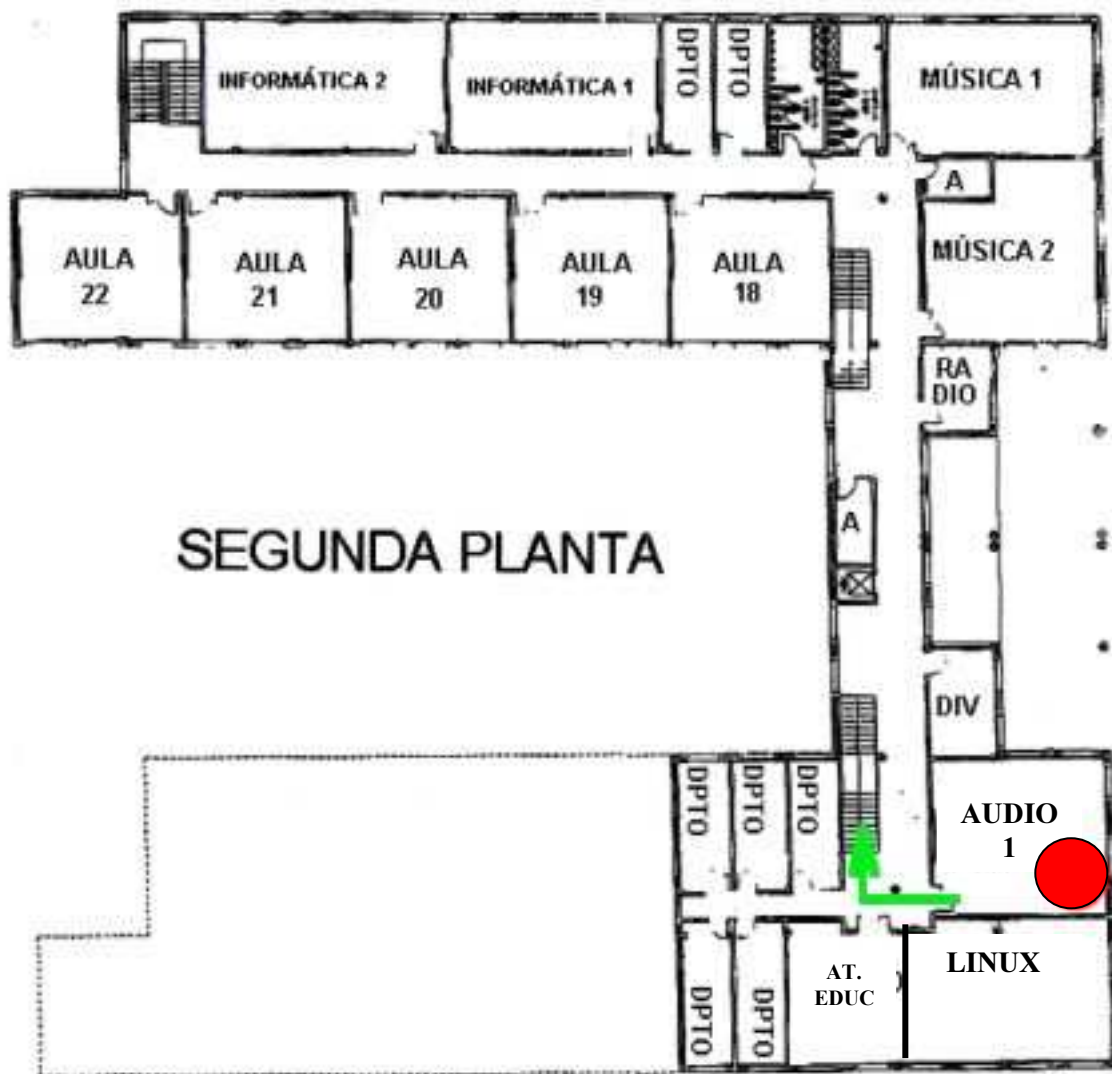 INFORMÁTICA 2
INFORMÁTICA 1
DPTO
DPTO
MÚSICA 1
A
MÚSICA 2
AULA
22
AULA
21
AULA
20
AULA
19
AULA
18
RA
DIO
A
SEGUNDA PLANTA
DIV
DPTO
DPTO
DPTO
AUDIO
1
DPTO
DPTO
AT.
EDUC
LINUX